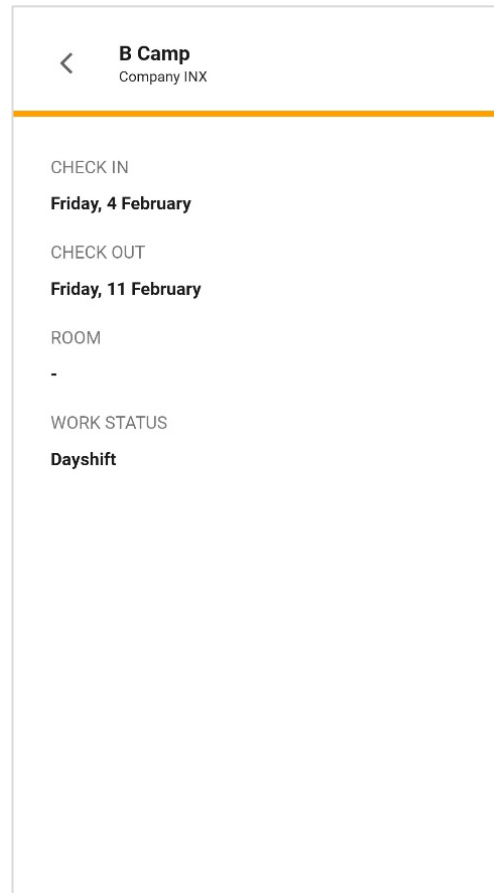 B Camp
Company INX
CHECK IN
Friday, 4 February
CHECK OUT
Friday, 11 February
ROOM
-
WORK STATUS
Dayshift